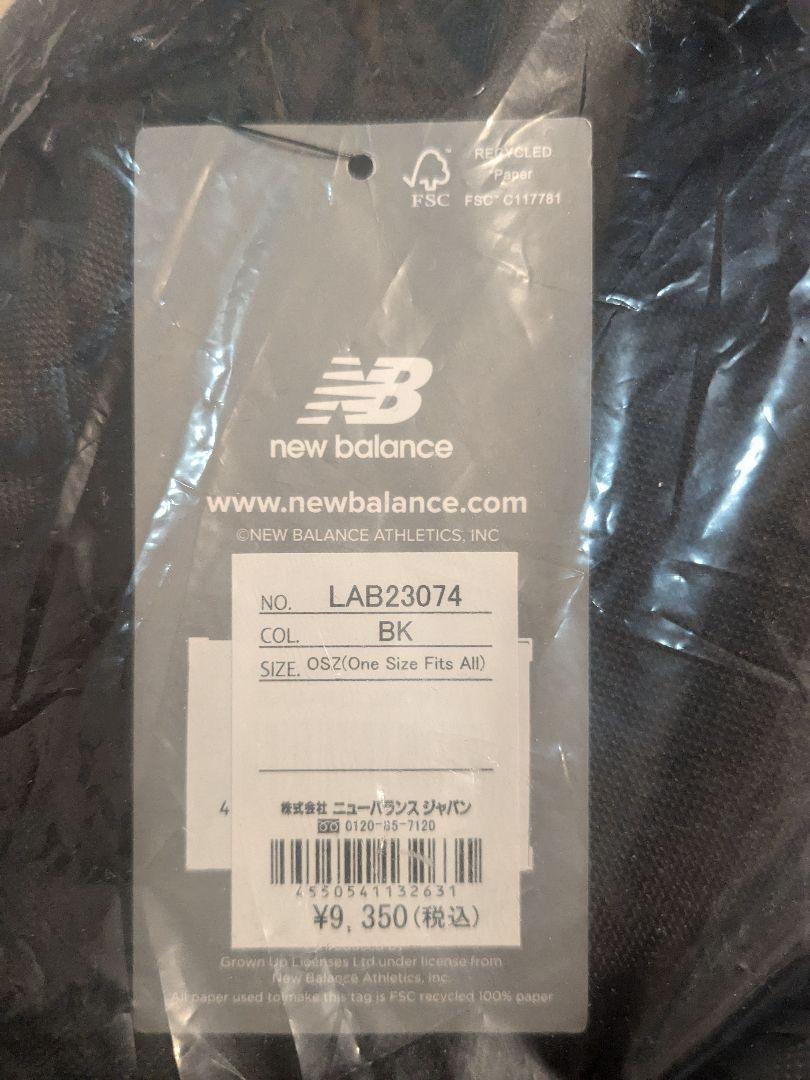 RECYCLED
Paper
FSC™ C117781
FSC
NB
new balance
www.newbalance.com
©NEW BALANCE ATHLETICS, INC
NO. LAB23074
COL. BK
SIZE. OSZ(One Size Fits All)
4
株式会社 ニューバランス ジャパン
0120-85-7120
4550541132631
¥9,350(税込)
Grown Up Licenses Ltd under license from
New Balance Athletics, Inc.
All paper used to make this tag is FSC recycled 100% paper